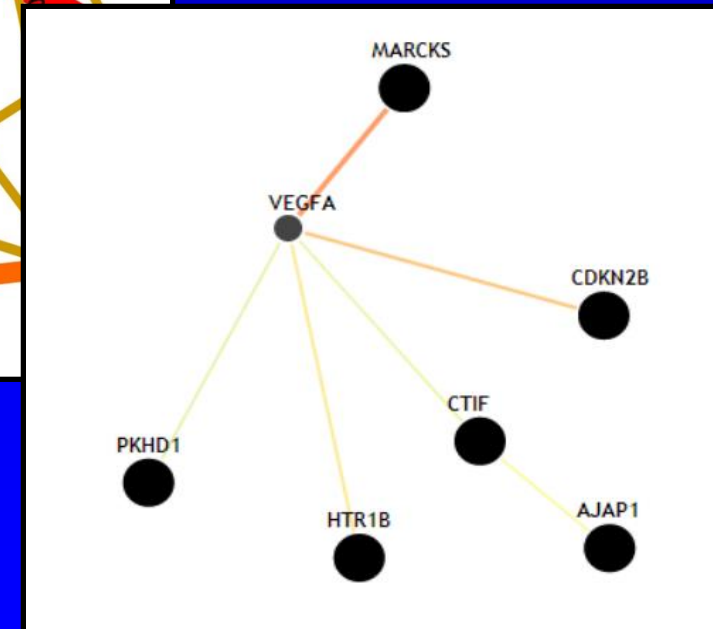 MARCKS
VEGFA
CDKN2B
CTIF
PKHD1
AJAP1
HTR1B